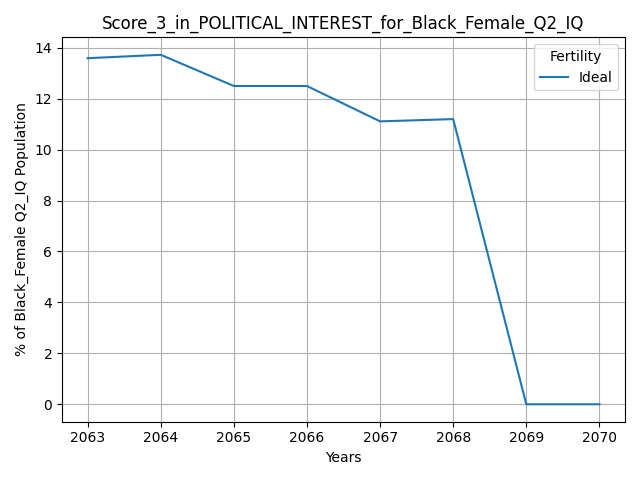 Score_3_in_POLITICAL_INTEREST_for_Black_Female_Q2_IQ
14
12
10
8
6
4
2
0
% of Black_Female Q2_IQ Population
Fertility
Ideal
2063 2064 2065 2066 2067 2068 2069 2070
Years